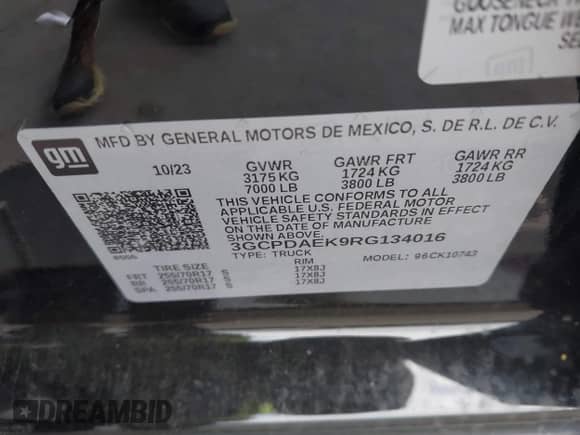 GOOSENECK
MAX TONGUE
SE
gm
MFD BY GENERAL MOTORS DE MEXICO, S. DE R.L. DE C.V.
10/23 GVWR GAWR FRT GAWR RR
3175 KG 1724 KG 1724 KG
7000 LB 3800 LB 3800 LB
THIS VEHICLE CONFORMS TO ALL
APPLICABLE U.S. FEDERAL MOTOR
VEHICLE SAFETY STANDARDS IN EFFECT
ON THE DATE OF MANUFACTURE SHOWN ABOVE.
3GCPDAEK9RG134016
TYPE: TRUCK MODEL: 96CK10743
TIRE SIZE RIM
FRT 255/70R17 17X8J
RR 255/70R17 17X8J
SPA 255/70R17 17X8J
DREAMBID